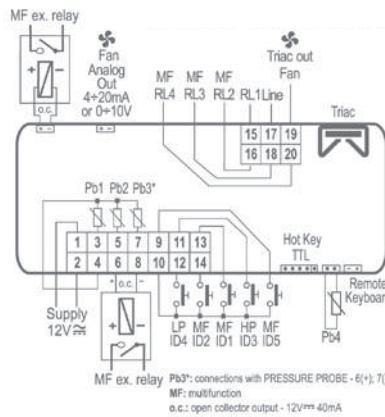 MF ex. relay
Fan
Analog
Out
4÷20mA
or 0÷10V
MF
RL4
MF
RL3
MF
RL2
RL1
Line
Triac out
Fan
Triac
+
-
o.c.
15 17 19
16 18 20
Pb1 Pb2 Pb3*
1 3 5 7 9 11 13
2 4 6 8 10 12 14
Hot Key
TTL
Supply
12V
+ o.c. -
+
-
MF ex. relay
LP
ID4
MF
ID2
MF
ID1
HP
ID3
MF
ID5
Pb4
Remote
Keyboar
Pb3*: connections with PRESSURE PROBE - 6(+); 7(
MF: multifunction
o.c.: open collector output - 12V 40mA